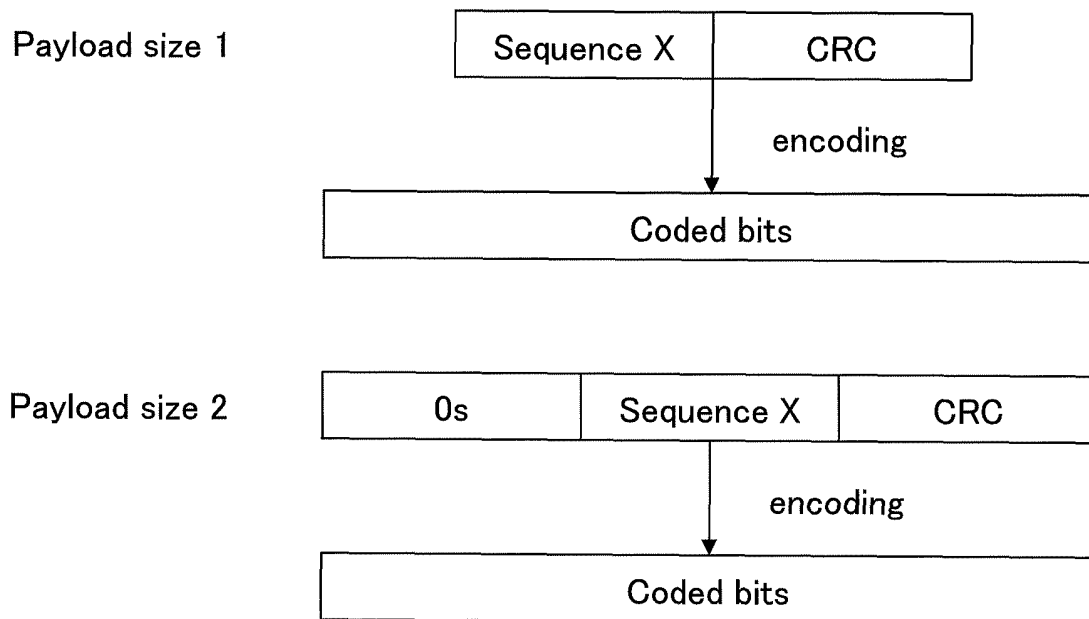 Payload size 1
Sequence X
CRC
encoding
Coded bits
Payload size 2
0s
Sequence X
CRC
encoding
Coded bits